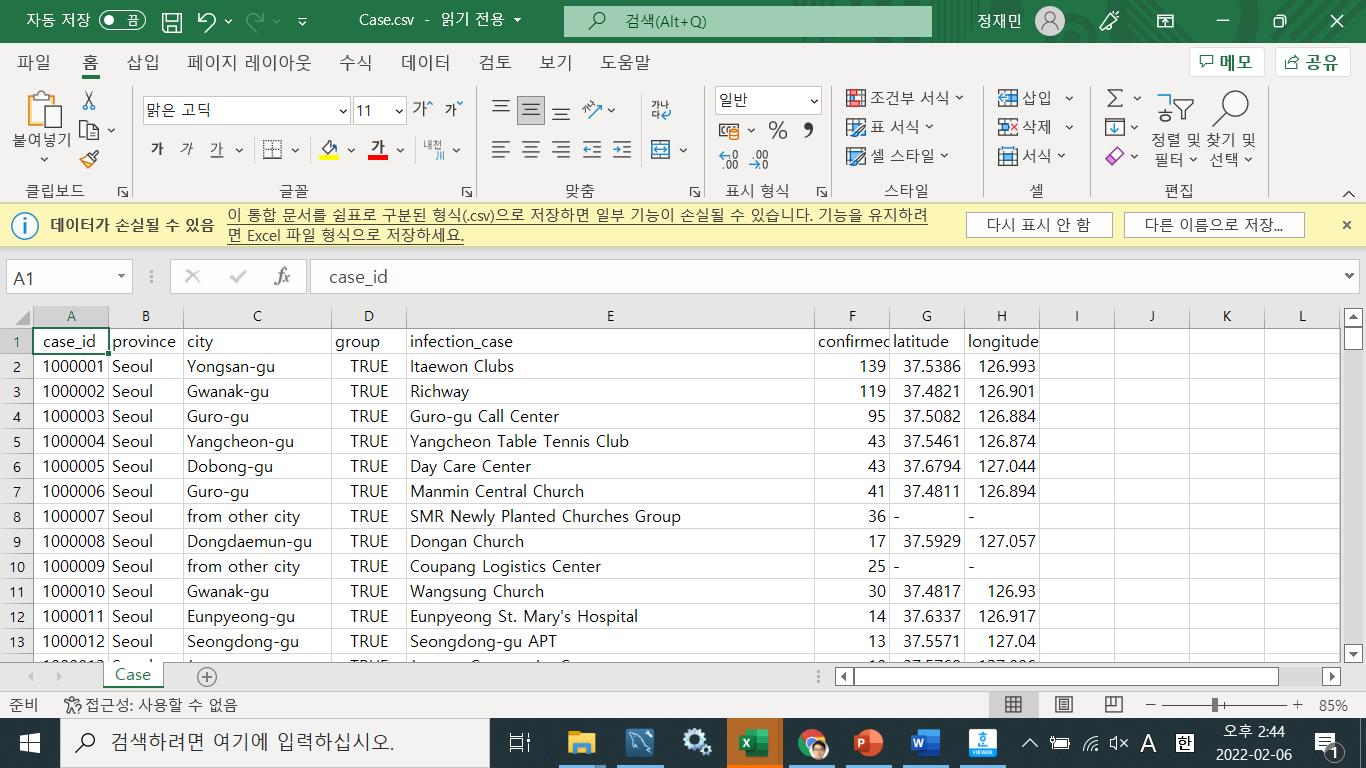 자동 저장 끔 Case.csv - 읽기 전용 검색(Alt+Q) 정재민
파일 홈 삽입 페이지 레이아웃 수식 데이터 검토 보기 도움말 메모 공유
붙여넣기 맑은 고딕 11 가 가 가나다 일반 조건부 서식 삽입 정렬 및 찾기 및
가 가 가 가 내천 % 표 서식 삭제 필터 선택
셀 스타일 서식
클립보드 글꼴 맞춤 표시 형식 스타일 셀 편집
데이터가 손실될 수 있음 이 통합 문서를 쉼표로 구분된 형식(.csv)으로 저장하면 일부 기능이 손실될 수 있습니다. 기능을 유지하려
면 Excel 파일 형식으로 저장하세요. 다시 표시 안 함 다른 이름으로 저장...
A1 fx case_id
A B C D E F G H I J K L
1 case_id province city group infection_case confirmed latitude longitude
2 1000001 Seoul Yongsan-gu TRUE Itaewon Clubs 139 37.5386 126.993
3 1000002 Seoul Gwanak-gu TRUE Richway 119 37.4821 126.901
4 1000003 Seoul Guro-gu TRUE Guro-gu Call Center 95 37.5082 126.884
5 1000004 Seoul Yangcheon-gu TRUE Yangcheon Table Tennis Club 43 37.5461 126.874
6 1000005 Seoul Dobong-gu TRUE Day Care Center 43 37.6794 127.044
7 1000006 Seoul Guro-gu TRUE Manmin Central Church 41 37.4811 126.894
8 1000007 Seoul from other city TRUE SMR Newly Planted Churches Group 36 - -
9 1000008 Seoul Dongdaemun-gu TRUE Dongan Church 17 37.5929 127.057
10 1000009 Seoul from other city TRUE Coupang Logistics Center 25 - -
11 1000010 Seoul Gwanak-gu TRUE Wangsung Church 30 37.4817 126.93
12 1000011 Seoul Eunpyeong-gu TRUE Eunpyeong St. Mary's Hospital 14 37.6337 126.917
13 1000012 Seoul Seongdong-gu TRUE Seongdong-gu APT 13 37.5571 127.04
Case
준비 접근성: 사용할 수 없음 85%
검색하려면 여기에 입력하십시오. A 한 오후 2:44
2022-02-06 1